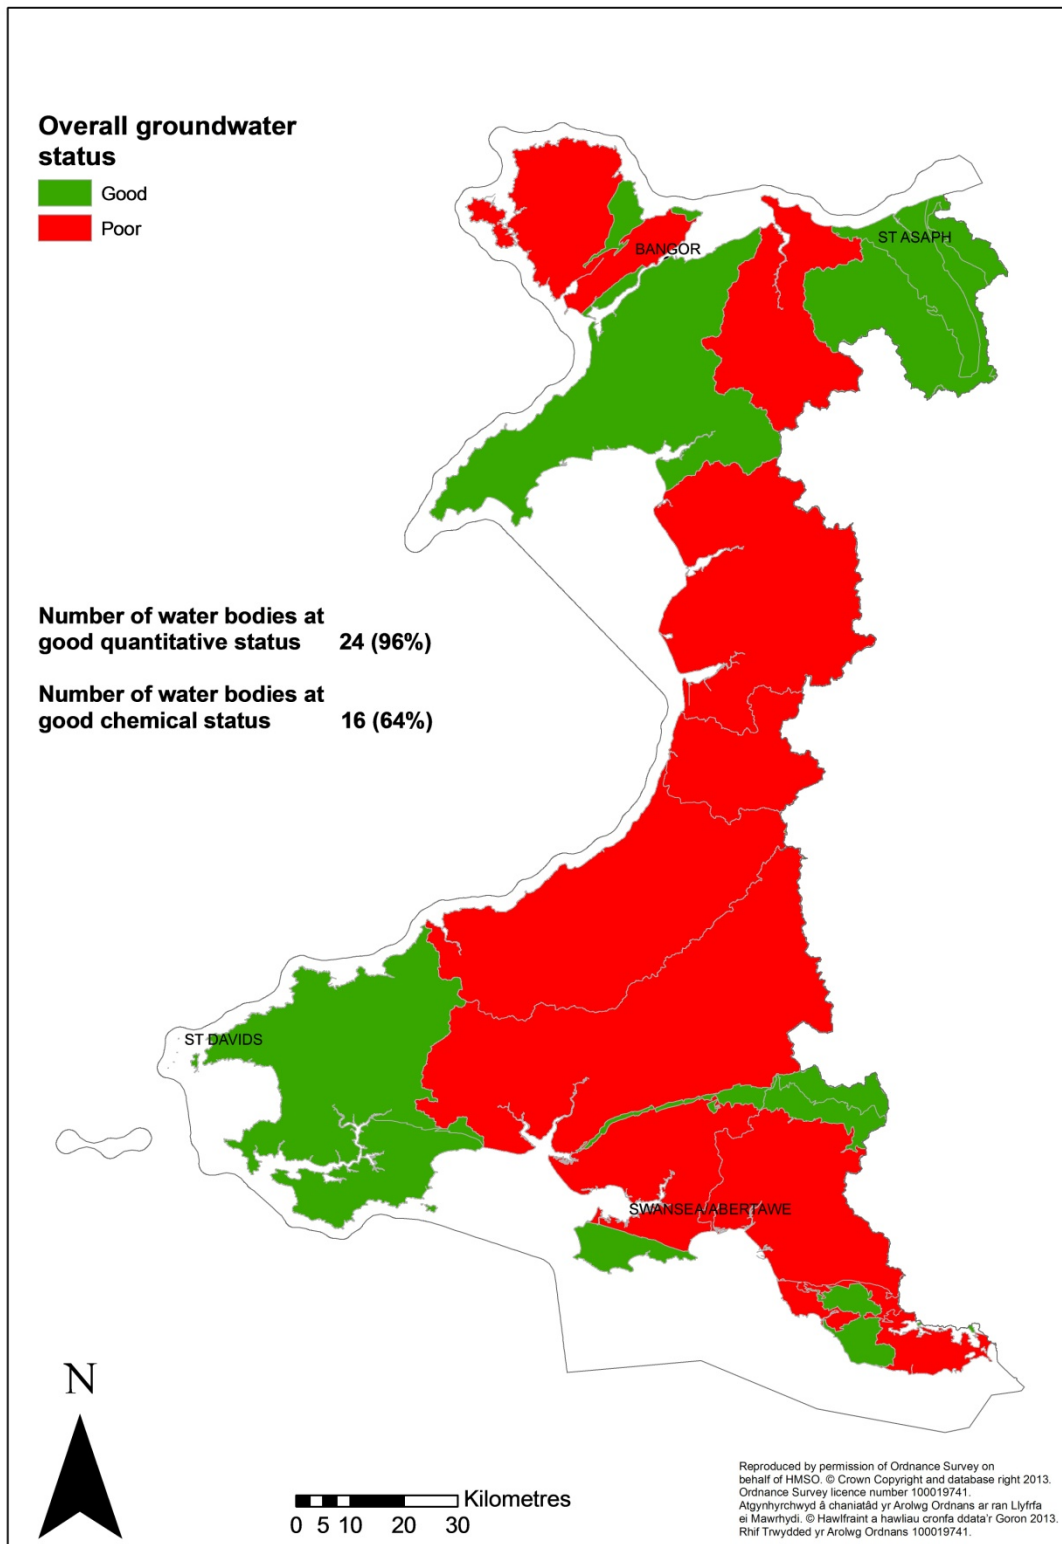 Overall groundwater
status
Good
Poor
BANGOR
ST ASAPH
Number of water bodies at
good quantitative status 24 (96%)
Number of water bodies at
good chemical status 16 (64%)
ST DAVIDS
SWANSEA/ABERTAWE
N
Kilometres
0 5 10 20 30
Reproduced by permission of Ordnance Survey on
behalf of HMSO. © Crown Copyright and database right 2013.
Ordnance Survey licence number 100019741.
Atgynhyrchwyd â chaniatâd yr Arolwg Ordnans ar ran Llyfrfa
ei Mawrhydi. © Hawlfraint a hawliau cronfa ddata'r Goron 2013.
Rhif Trwydded yr Arolwg Ordnans 100019741.